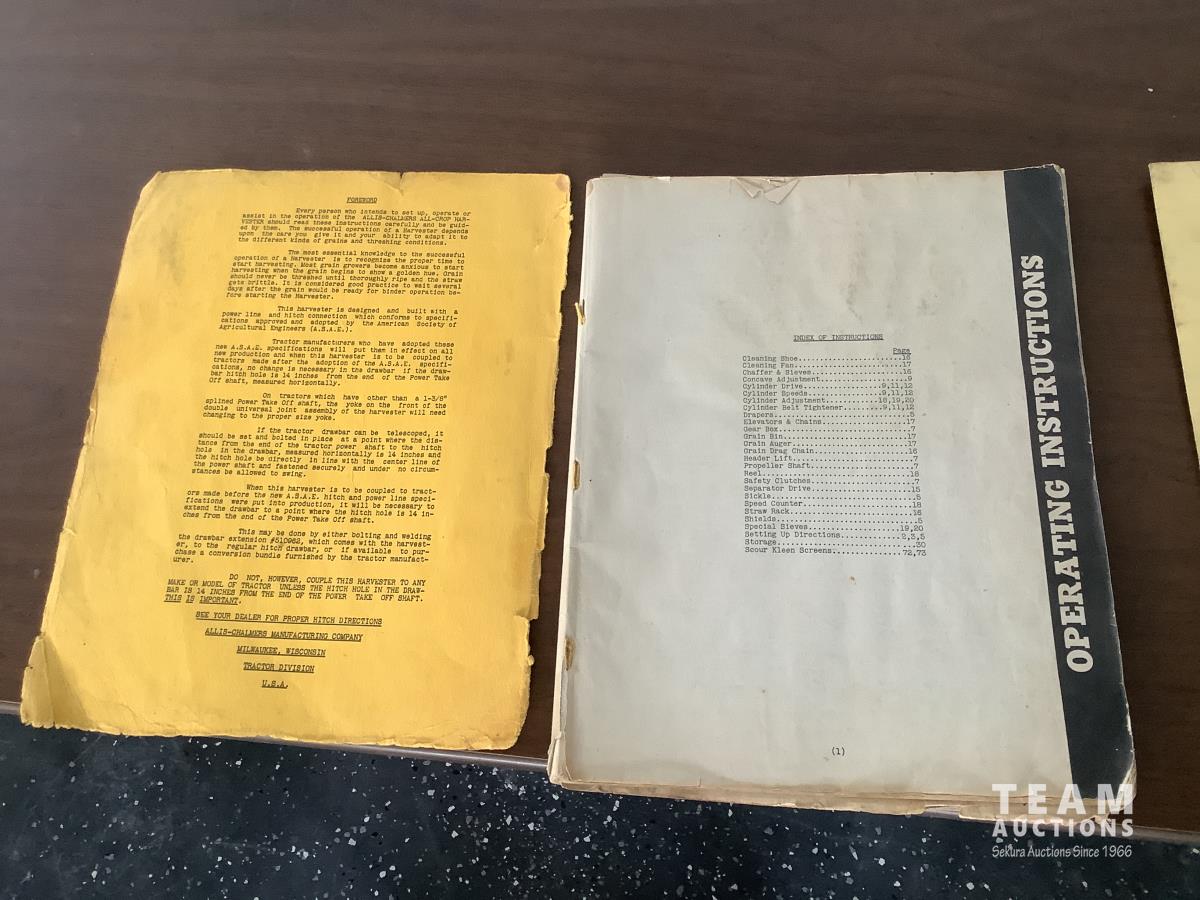 FOREWORD
Every person who intends to set up, operate or
assist in the operation of the ALLIS-CHALMERS ALL-CROP HAR-
VESTER should read these instructions carefully and be guid-
ed by them. The successful operation of a Harvester depends
upon the care you give it and your ability to adapt it to
the different kinds of grains and threshing conditions.
The most essential knowledge to the successful
operation of a Harvester is to recognize the proper time to
start harvesting. Most grain growers become anxious to start
harvesting when the grain begins to show a golden hue. Grain
should never be threshed until thoroughly ripe and the straw
gets brittle. It is considered good practice to wait several
days after the grain would be ready for binder operation be-
fore starting the Harvester.
This harvester is designed and built with a
power line and hitch connection which conforms to specifi-
cations approved and adopted by the American Society of
Agricultural Engineers (A.S.A.E.).
Tractor manufacturers who have adopted these
new A.S.A.E. specifications will put them in effect on all
new production and when this harvester is to be coupled to
tractors made after the adoption of the A.S.A.E. specifi-
cations, no change is necessary in the drawbar if the draw-
bar hitch hole is 14 inches from the end of the Power Take
Off shaft, measured horizontally.
On tractors which have other than a 1-3/8"
splined Power Take Off shaft, the yoke on the front of the
double universal joint assembly of the harvester will need
changing to the proper size yoke.
If the tractor drawbar can be telescoped, it
should be set and bolted in place at a point where the dis-
tance from the end of the tractor power shaft to the hitch
hole in the drawbar, measured horizontally is 14 inches and
the hitch hole be directly in line with the center line of
the power shaft and fastened securely and under no circum-
stances be allowed to swing.
When this harvester is to be coupled to tract-
ors made before the new A.S.A.E. hitch and power line speci-
fications were put into production, it will be necessary to
extend the drawbar to a point where the hitch hole is 14 in-
ches from the end of the Power Take Off shaft.
This may be done by either bolting and welding
the drawbar extension #510962, which comes with the harvest-
er, to the regular hitch drawbar, or if available to pur-
chase a conversion bundle furnished by the tractor manufact-
urer.
DO NOT, HOWEVER, COUPLE THIS HARVESTER TO ANY
MAKE OR MODEL OF TRACTOR UNLESS THE HITCH HOLE IN THE DRAW-
BAR IS 14 INCHES FROM THE END OF THE POWER TAKE OFF SHAFT.
THIS IS IMPORTANT.
SEE YOUR DEALER FOR PROPER HITCH DIRECTIONS
ALLIS-CHALMERS MANUFACTURING COMPANY
MILWAUKEE, WISCONSIN
TRACTOR DIVISION
U.S.A.
INDEX OF INSTRUCTIONS
Page
Cleaning Shoe..........16
Cleaning Fan..........17
Chaffer & Sieves..........16
Concave Adjustment..........9
Cylinder Drive..........9,11,12
Cylinder Speeds..........9,11,12
Cylinder Adjustment..........18,19,20
Cylinder Belt Tightener..........9,11,12
Drapers..........5
Elevators & Chains..........17
Gear Box..........7
Grain Bin..........17
Grain Auger..........17
Grain Drag Chain..........16
Header Lift..........7
Propeller Shaft..........7
Reel..........18
Safety Clutches..........7
Separator Drive..........15
Sickle..........5
Speed Counter..........18
Straw Rack..........16
Shields..........5
Special Sieves..........19,20
Setting Up Directions..........2,3,5
Storage..........30
Scour Kleen Screens..........72,73
(1)
OPERATING INSTRUCTIONS
TEAM
AUCTIONS
Sekura Auctions Since 1966